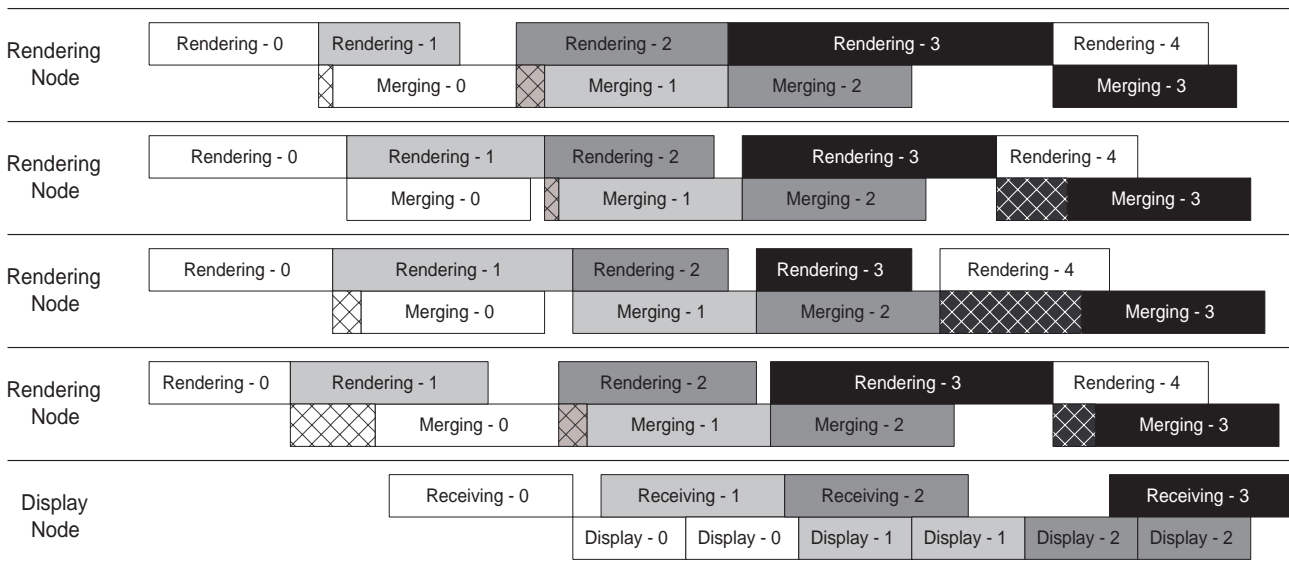 Rendering
Node
Rendering - 0
Rendering - 1
Rendering - 2
Rendering - 3
Rendering - 4
Merging - 0
Merging - 1
Merging - 2
Merging - 3
Rendering
Node
Rendering - 0
Rendering - 1
Rendering - 2
Rendering - 3
Rendering - 4
Merging - 0
Merging - 1
Merging - 2
Merging - 3
Rendering
Node
Rendering - 0
Rendering - 1
Rendering - 2
Rendering - 3
Rendering - 4
Merging - 0
Merging - 1
Merging - 2
Merging - 3
Rendering
Node
Rendering - 0
Rendering - 1
Rendering - 2
Rendering - 3
Rendering - 4
Merging - 0
Merging - 1
Merging - 2
Merging - 3
Display
Node
Receiving - 0
Receiving - 1
Receiving - 2
Receiving - 3
Display - 0
Display - 0
Display - 1
Display - 1
Display - 2
Display - 2